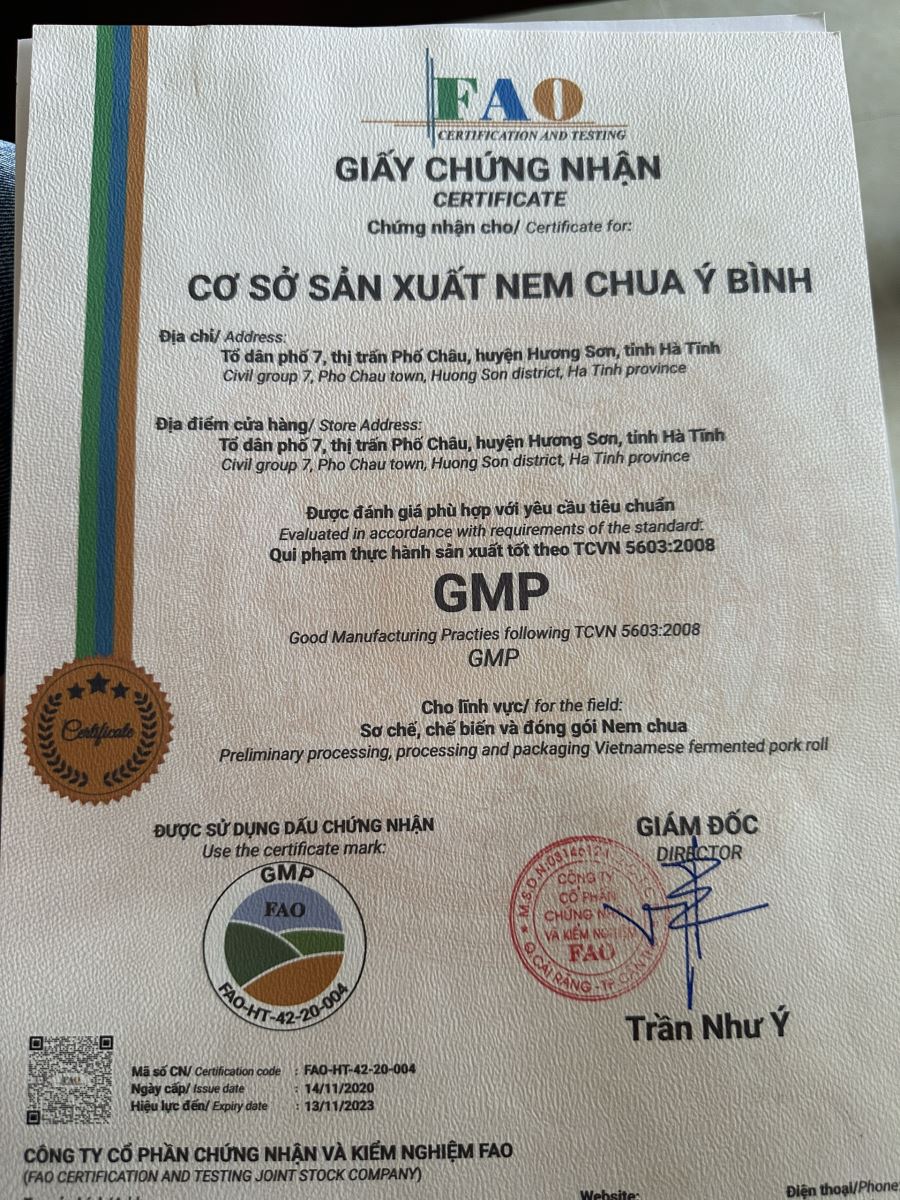 FAO
CERTIFICATION AND TESTING
GIẤY CHỨNG NHẬN
CERTIFICATE
Chứng nhận cho/ Certificate for:
CƠ SỞ SẢN XUẤT NEM CHUA Ý BÌNH
Địa chỉ/ Address:
Tổ dân phố 7, thị trấn Phố Châu, huyện Hương Sơn, tỉnh Hà Tĩnh
Civil group 7, Pho Chau town, Huong Son district, Ha Tinh province
Địa điểm cửa hàng/ Store Address:
Tổ dân phố 7, thị trấn Phố Châu, huyện Hương Sơn, tỉnh Hà Tĩnh
Civil group 7, Pho Chau town, Huong Son district, Ha Tinh province
Được đánh giá phù hợp với yêu cầu tiêu chuẩn
Evaluated in accordance with requirements of the standard:
Qui phạm thực hành sản xuất tốt theo TCVN 5603:2008
GMP
Good Manufacturing Practies following TCVN 5603:2008
GMP
Cho lĩnh vực/ for the field:
Sơ chế, chế biến và đóng gói Nem chua
Preliminary processing, processing and packaging Vietnamese fermented pork roll
Certificate
ĐƯỢC SỬ DỤNG DẤU CHỨNG NHẬN
Use the certificate mark:
GMP
FAO
FAO-HT-42-20-004
GIÁM ĐỐC
DIRECTOR
M.S.D.N:
CÔNG TY
CỔ PHẦN
CHỨNG
VÀ KIỂM
FAO
Q.CÁI RĂNG - TP.
Trần Như Ý
FAO
Mã số CN/ Certification code : FAO-HT-42-20-004
Ngày cấp/ Issue date : 14/11/2020
Hiệu lực đến/ Expiry date : 13/11/2023
CÔNG TY CỔ PHẦN CHỨNG NHẬN VÀ KIỂM NGHIỆM FAO
(FAO CERTIFICATION AND TESTING JOINT STOCK COMPANY)
Website:
Điện thoại/Phone